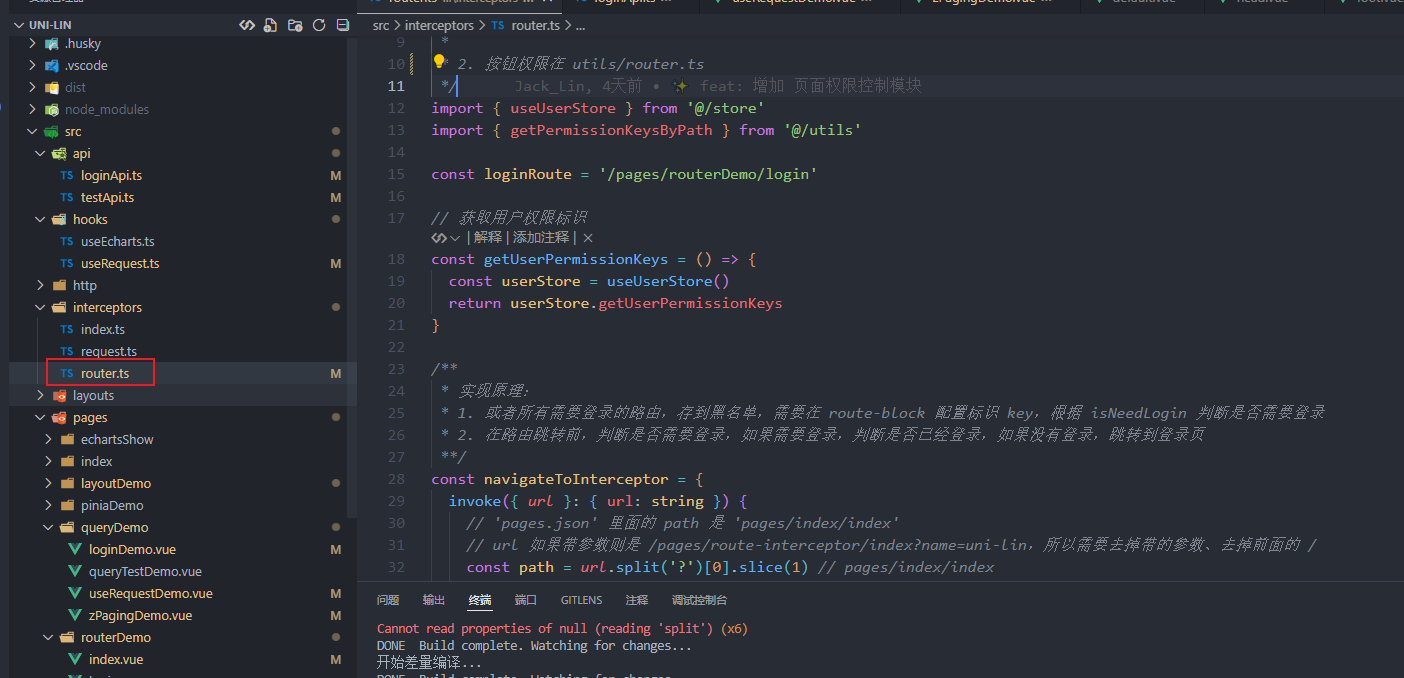 UNI-LIN
.husky
.vscode
dist
node_modules
src
api
TS loginApi.ts M
TS testApi.ts M
hooks
TS useEcharts.ts
TS useRequest.ts M
http
interceptors
TS index.ts
TS request.ts
TS router.ts M
layouts
pages
echartsShow
index
layoutDemo
piniaDemo
queryDemo
loginDemo.vue M
queryTestDemo.vue
useRequestDemo.vue M
zPagingDemo.vue M
routerDemo
index.vue M
src > interceptors > TS router.ts > ...
9 *
10 * 2. 按钮权限在 utils/router.ts
11 */ Jack_Lin, 4天前 • ✨ feat: 增加 页面权限控制模块
12 import { useUserStore } from '@/store'
13 import { getPermissionKeysByPath } from '@/utils'
14
15 const loginRoute = '/pages/routerDemo/login'
16
17 // 获取用户权限标识
| 解释 | 添加注释 | ×
18 const getUserPermissionKeys = () => {
19 const userStore = useUserStore()
20 return userStore.getUserPermissionKeys
21 }
22
23 /**
24 * 实现原理:
25 * 1. 或者所有需要登录的路由，存到黑名单，需要在 route-block 配置标识 key，根据 isNeedLogin 判断是否需要登录
26 * 2. 在路由跳转前，判断是否需要登录，如果需要登录，判断是否已经登录，如果没有登录，跳转到登录页
27 **/
28 const navigateToInterceptor = {
29 invoke({ url }: { url: string }) {
30 // 'pages.json' 里面的 path 是 'pages/index/index'
31 // url 如果带参数则是 /pages/route-interceptor/index?name=uni-lin，所以需要去掉带的参数、去掉前面的 /
32 const path = url.split('?')[0].slice(1) // pages/index/index
问题 输出 终端 端口 GITLENS 注释 调试控制台
Cannot read properties of null (reading 'split') (x6)
DONE Build complete. Watching for changes...
开始差量编译...
DONE Build complete. Watching for changes...